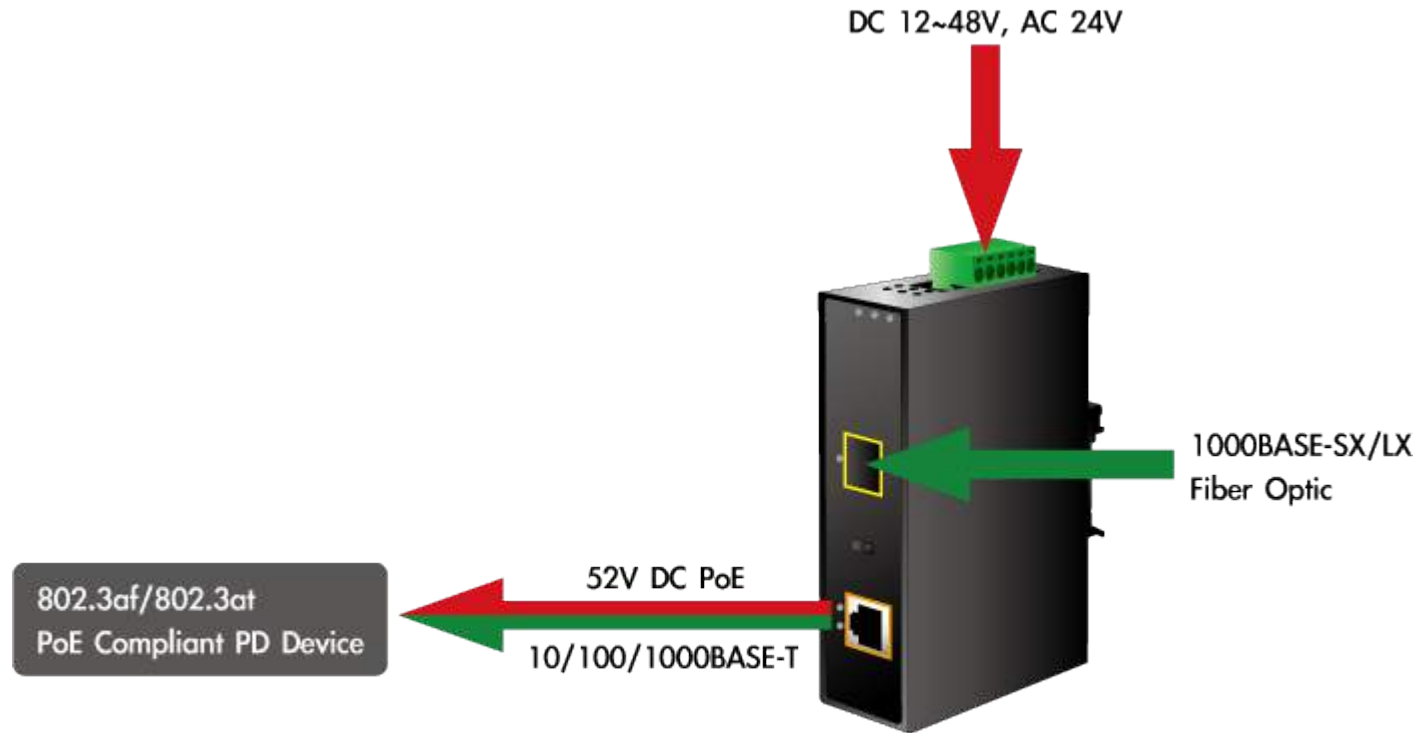 DC 12~48V, AC 24V
1000BASE-SX/LX
Fiber Optic
52V DC PoE
802.3af/802.3at
PoE Compliant PD Device
10/100/1000BASE-T